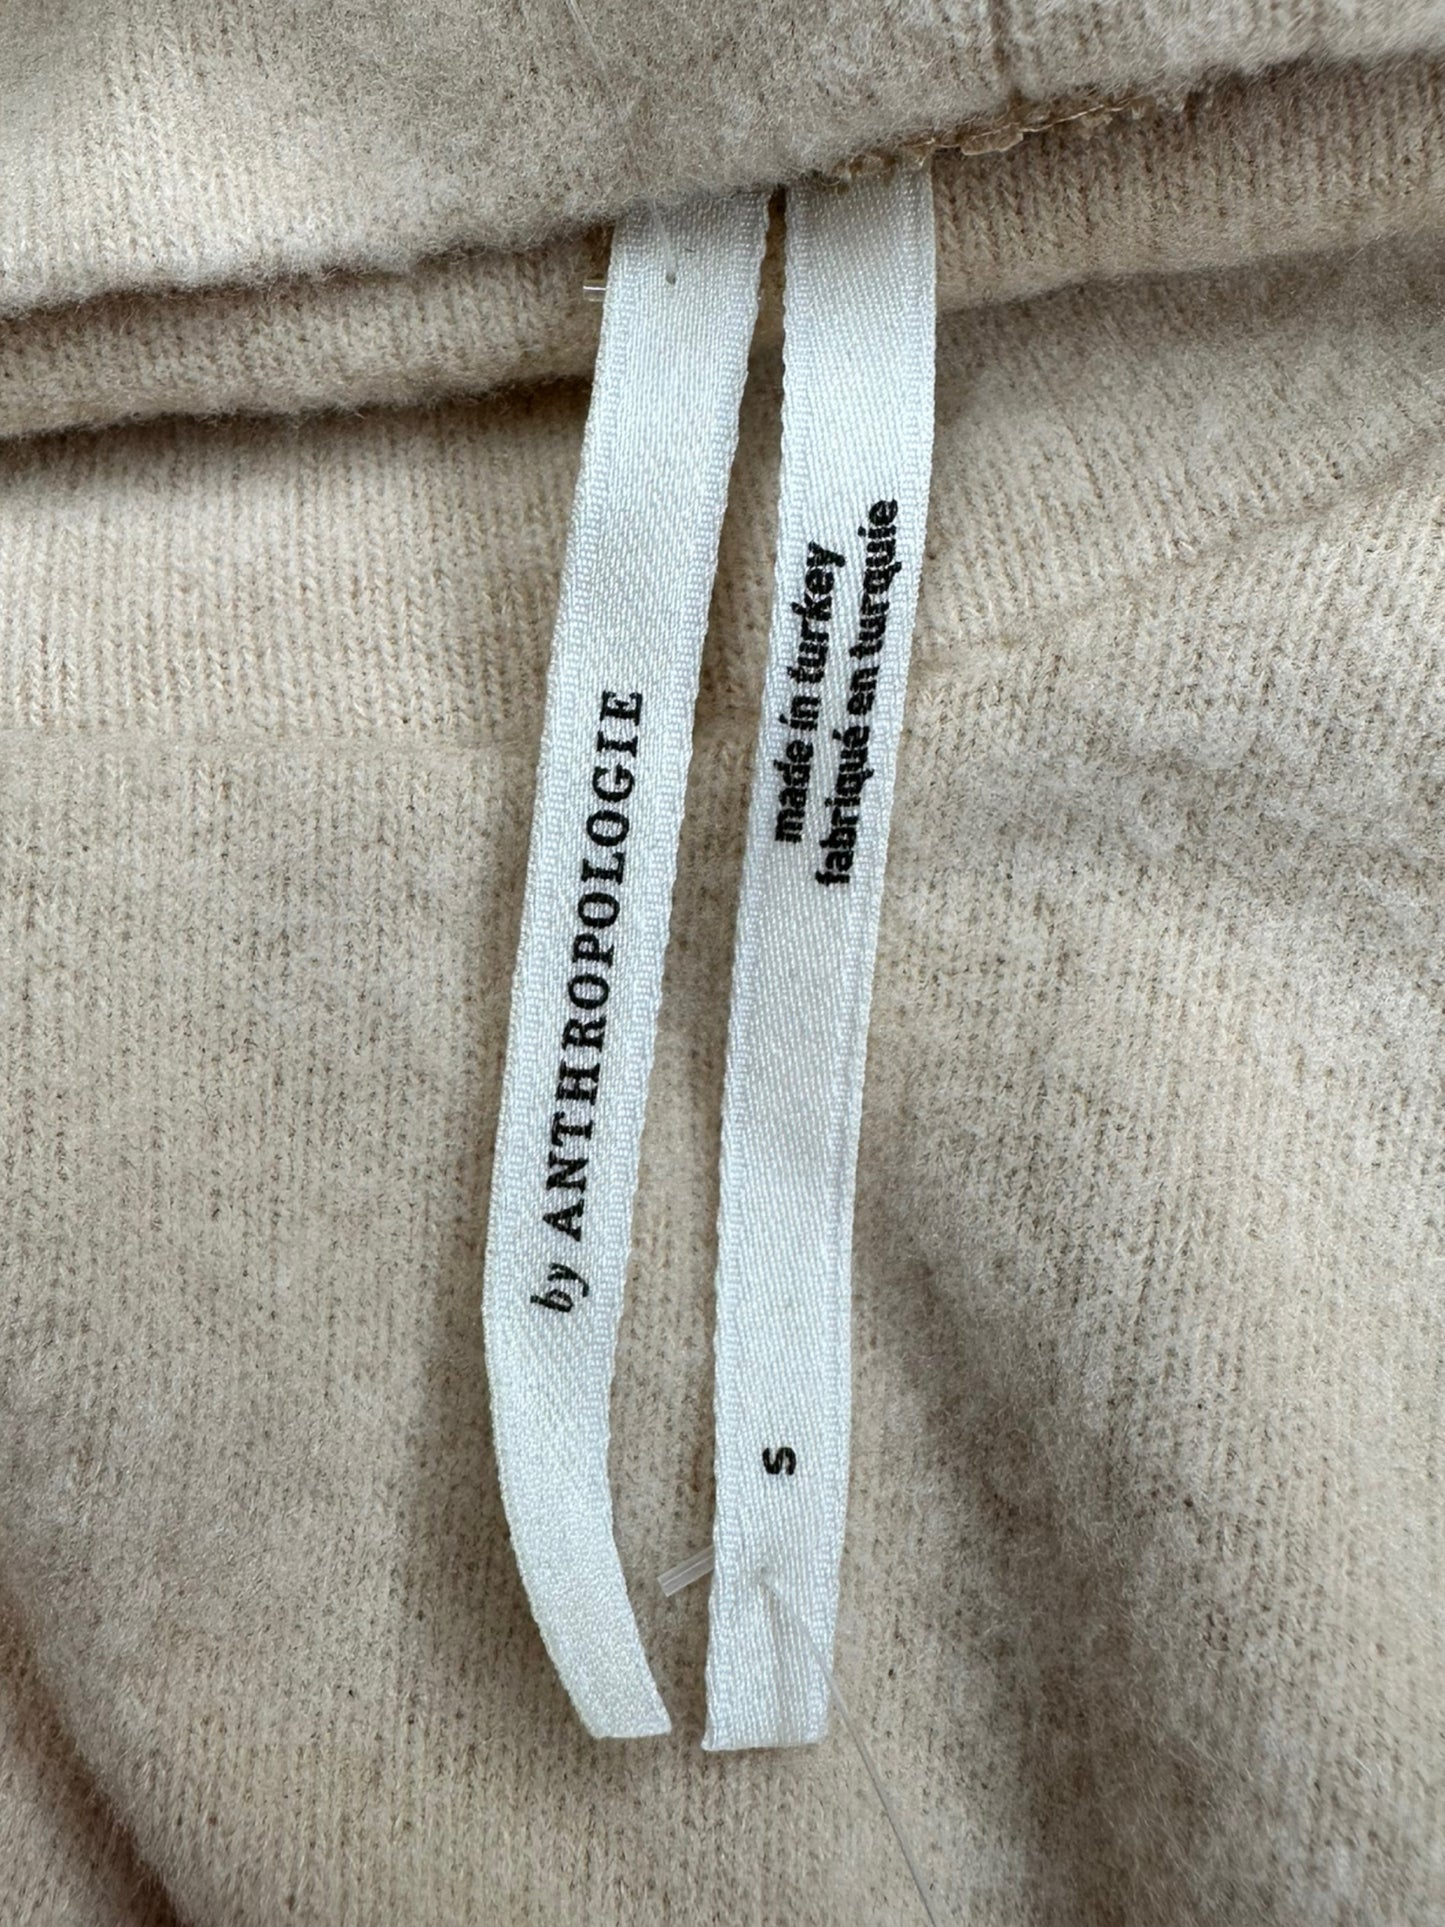 by ANTHROPOLOGIE
made in turkey
fabriqué en turquie
S